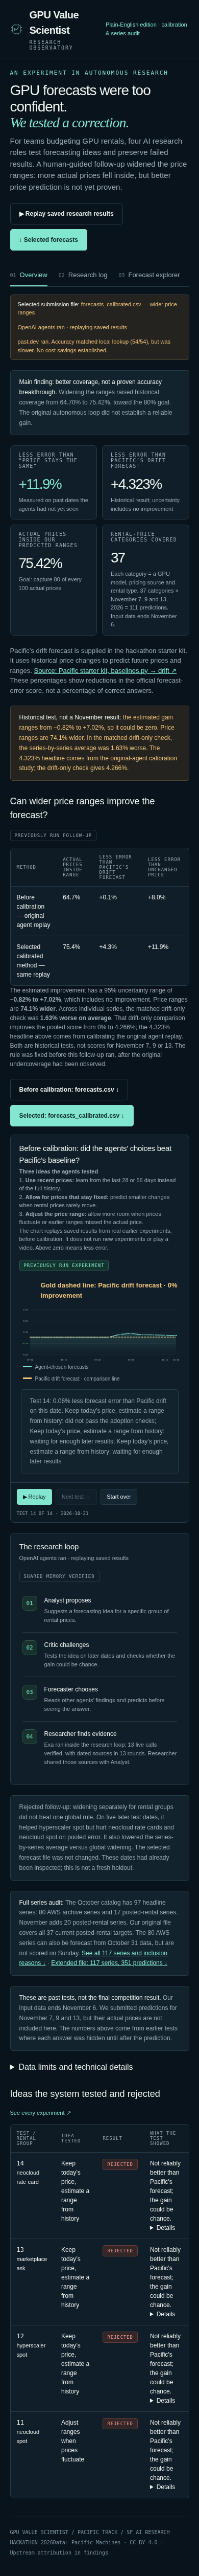 GPU Value
Scientist
RESEARCH
OBSERVATORY
Plain-English edition · calibration
& series audit
AN EXPERIMENT IN AUTONOMOUS RESEARCH
GPU forecasts were too
confident.
We tested a correction.
For teams budgeting GPU rentals, four AI research
roles test forecasting ideas and preserve failed
results. A human-guided follow-up widened the price
ranges: more actual prices fell inside, but better
price prediction is not yet proven.
▶ Replay saved research results
↓ Selected forecasts
01 Overview
02 Research log
03 Forecast explorer
Selected submission file: forecasts_calibrated.csv — wider price
ranges
OpenAI agents ran · replaying saved results
past.dev ran. Accuracy matched local lookup (54/54), but was
slower. No cost savings established.
Main finding: better coverage, not a proven accuracy
breakthrough. Widening the ranges raised historical
coverage from 64.70% to 75.42%, toward the 80% goal.
The original autonomous loop did not establish a reliable
gain.
LESS ERROR THAN
"PRICE STAYS THE
SAME"
+11.9%
Measured on past dates the
agents had not yet seen
LESS ERROR THAN
PACIFIC'S DRIFT
FORECAST
+4.323%
Historical result; uncertainty
includes no improvement
ACTUAL PRICES
INSIDE OUR
PREDICTED RANGES
75.42%
Goal: capture 80 of every
100 actual prices
RENTAL-PRICE
CATEGORIES COVERED
37
Each category = a GPU
model, pricing source and
rental type. 37 categories ×
November 7, 9 and 13,
2026 = 111 predictions.
Input data ends November
6.
Pacific's drift forecast is supplied in the hackathon starter kit.
It uses historical price changes to predict future prices and
ranges. Source: Pacific starter kit, baselines.py → drift ↗
These percentages show reductions in the official forecast-
error score, not a percentage of correct answers.
Historical test, not a November result: the estimated gain
ranges from −0.82% to +7.02%, so it could be zero. Price
ranges are 74.1% wider. In the matched drift-only check,
the series-by-series average was 1.63% worse. The
4.323% headline comes from the original-agent calibration
study; the drift-only check gives 4.266%.
Can wider price ranges improve the
forecast?
PREVIOUSLY RUN FOLLOW-UP
METHOD
ACTUAL
PRICES
INSIDE
RANGE
LESS ERROR
THAN
PACIFIC'S
DRIFT
FORECAST
LESS ERROR
THAN
UNCHANGED
PRICE
Before
calibration
— original
agent replay
64.7%
+0.1%
+8.0%
Selected
calibrated
method —
same replay
75.4%
+4.3%
+11.9%
The estimated improvement has a 95% uncertainty range of
−0.82% to +7.02%, which includes no improvement. Price ranges
are 74.1% wider. Across individual series, the matched drift-only
check was 1.63% worse on average. That drift-only comparison
improves the pooled score from 0% to 4.266%; the 4.323%
headline above comes from calibrating the original agent replay.
Both are historical tests, not November results. The rule
was fixed before this follow-up ran, after the original
undercoverage had been observed.
Before calibration: forecasts.csv ↓
Selected: forecasts_calibrated.csv ↓
Before calibration: did the agents' choices beat
Pacific's baseline?
Three ideas the agents tested
1. Use recent prices: learn from the last 28 or 56 days instead
of the full history.
2. Allow for prices that stay fixed: predict smaller changes
when rental prices rarely move.
3. Adjust the price range: allow more room when prices
fluctuate or earlier ranges missed the actual price.
The chart replays saved results from real earlier experiments,
before calibration. It does not run new experiments or play a
video. Above zero means less error.
PREVIOUSLY RUN EXPERIMENT
Gold dashed line: Pacific drift forecast · 0%
improvement
Agent-chosen forecasts
Pacific drift forecast · comparison line
Test 14: 0.06% less forecast error than Pacific drift
on this date. Keep today's price, estimate a range
from history: did not pass the adoption checks;
Keep today's price, estimate a range from history:
waiting for enough later results; Keep today's price,
estimate a range from history: waiting for enough
later results
▶ Replay
Next test →
Start over
TEST 14 OF 14 · 2026-10-21
The research loop
OpenAI agents ran · replaying saved results
SHARED MEMORY VERIFIED
01
Analyst proposes
Suggests a forecasting idea for a specific group of
rental prices.
02
Critic challenges
Tests the idea on later dates and checks whether the
gain could be chance.
03
Forecaster chooses
Reads other agents' findings and predicts before
seeing the answer.
04
Researcher finds evidence
Exa ran inside the research loop: 13 live calls
verified, with dated sources in 13 rounds. Researcher
shared those sources with Analyst.
Rejected follow-up: widening separately for rental groups
did not beat one global rule. On five later test dates, it
helped hyperscaler spot but hurt neocloud rate cards and
marketplace asks versus global widening. It also lowered the series-by-
series average versus pooled error. The selected
forecast file was kept unchanged. These dates had already
been inspected; this is not a fresh holdout.
Full series audit: The October catalog has 97 headline
series: 80 AWS archive series and 17 posted-rental series.
November adds 20 posted-rental series. Our original file
covers all 37 current posted-rental targets. The 80 AWS
series can also be forecast from October 31 data, but are
not scored on Sunday. See all 117 series and inclusion
reasons ↓ · Extended file: 117 series, 351 predictions ↓
These are past tests, not the final competition result. Our
input data ends November 6. We submitted predictions for
November 7, 9 and 13, but their final prices are not
included here. The numbers above come from earlier tests
where each answer was hidden until after the prediction.
▶ Data limits and technical details
Ideas the system tested and rejected
See every experiment ↗
TEST /
RENTAL
GROUP
IDEA
TESTED
RESULT
WHAT THE
TEST
SHOWED
14
neocloud
rate card
Keep
today's
price,
estimate a
range
from
history
REJECTED
Not reliably
better than
Pacific's
forecast;
the gain
could be
chance.
▶ Details
13
marketplace
ask
Keep
today's
price,
estimate a
range
from
history
REJECTED
Not reliably
better than
Pacific's
forecast;
the gain
could be
chance.
▶ Details
12
hyperscaler
spot
Keep
today's
price,
estimate a
range
from
history
REJECTED
Not reliably
better than
Pacific's
forecast;
the gain
could be
chance.
▶ Details
11
neocloud
spot
Adjust
ranges
when
prices
fluctuate
REJECTED
Not reliably
better than
Pacific's
forecast;
the gain
could be
chance.
▶ Details
GPU VALUE SCIENTIST / PACIFIC TRACK / SF AI RESEARCH
HACKATHON 2026Data: Pacific Machines · CC BY 4.0 ·
Upstream attribution in findings